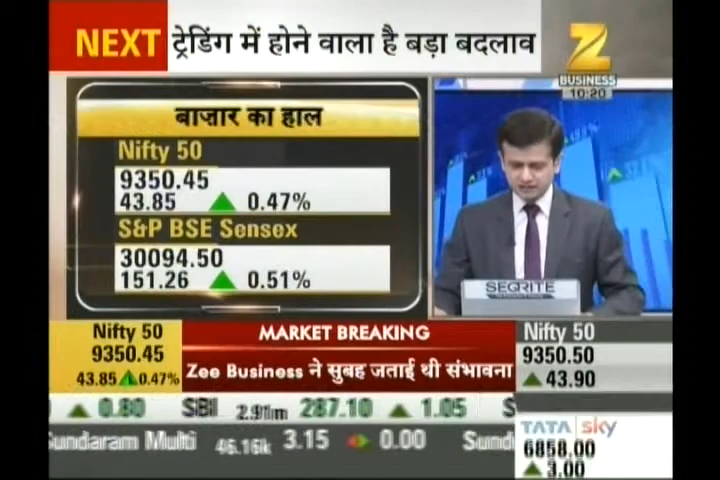 NEXT ट्रेडिंग में होने वाला है बड़ा बदलाव
Z
BUSINESS
10:20
बाज़ार का हाल
Nifty 50
9350.45
43.85 0.47%
S&P BSE Sensex
30094.50
151.26 0.51%
SEQRITE
Nifty 50
9350.45
43.85 0.47%
MARKET BREAKING
Zee Business ने सुबह जताई थी संभावना
Nifty 50
9350.50
43.90
0.80 SBI 2.91m 287.10 1.05 S
Sundaram Multi 46.16k 3.15 0.00 Sund
TATA sky
6858.00
3.00